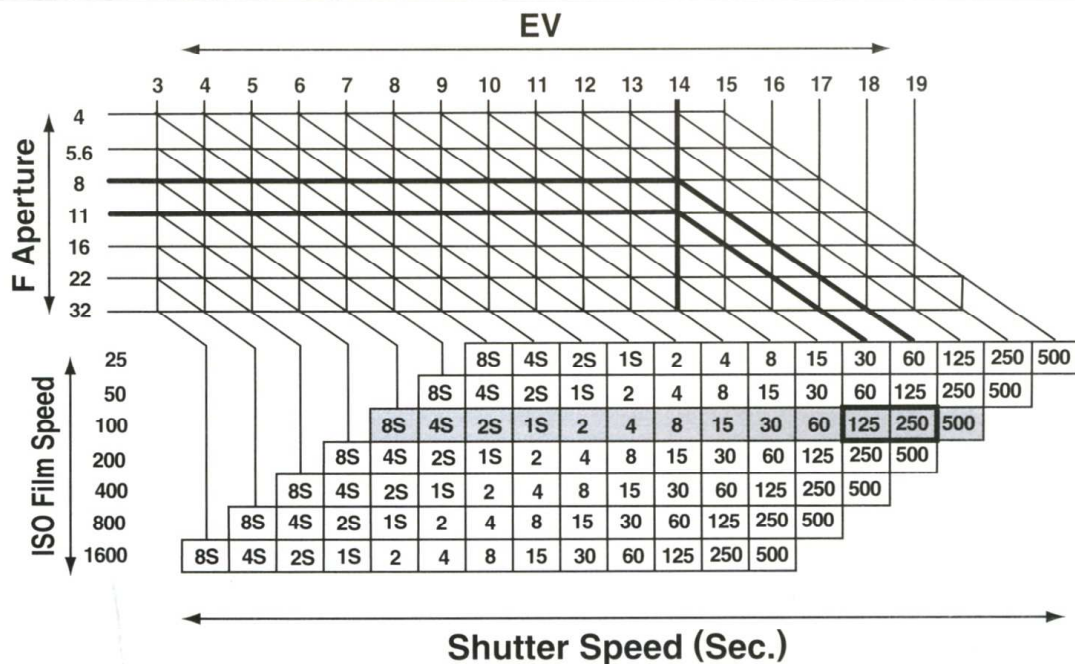 EV
3 4 5 6 7 8 9 10 11 12 13 14 15 16 17 18 19
F Aperture
4
5.6
8
11
16
22
32
ISO Film Speed
25 8S 4S 2S 1S 2 4 8 15 30 60 125 250 500
50 8S 4S 2S 1S 2 4 8 15 30 60 125 250 500
100 8S 4S 2S 1S 2 4 8 15 30 60 125 250 500
200 8S 4S 2S 1S 2 4 8 15 30 60 125 250 500
400 8S 4S 2S 1S 2 4 8 15 30 60 125 250 500
800 8S 4S 2S 1S 2 4 8 15 30 60 125 250 500
1600 8S 4S 2S 1S 2 4 8 15 30 60 125 250 500
Shutter Speed (Sec.)